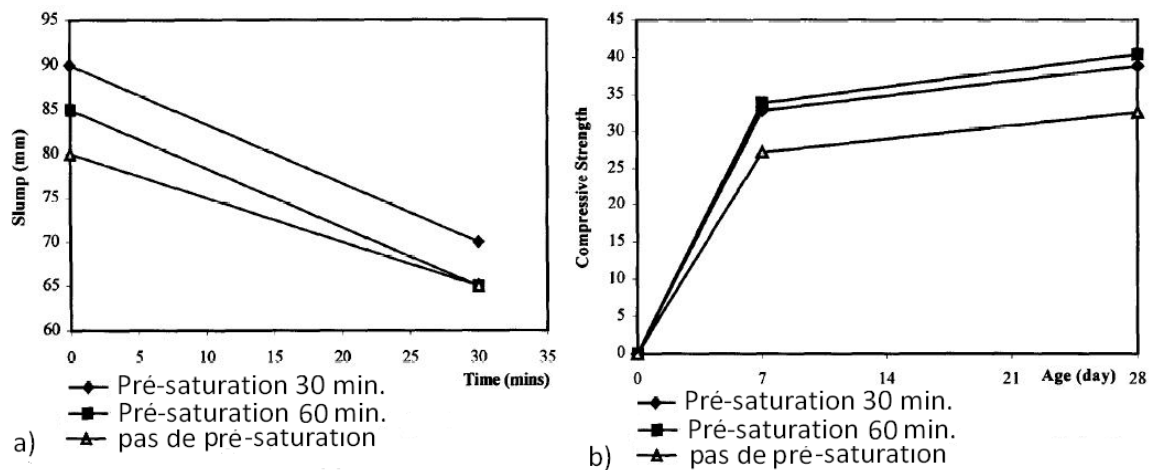 95
90
85
80
75
70
65
60
Slump (mm)
0 5 10 15 20 25 30 35
Time (mins)
Pré-saturation 30 min.
Pré-saturation 60 min.
pas de pré-saturation
a)
45
40
35
30
25
20
15
10
5
0
Compressive Strength
0 7 14 21 Age (day) 28
Pré-saturation 30 min.
Pré-saturation 60 min.
pas de pré-saturation
b)